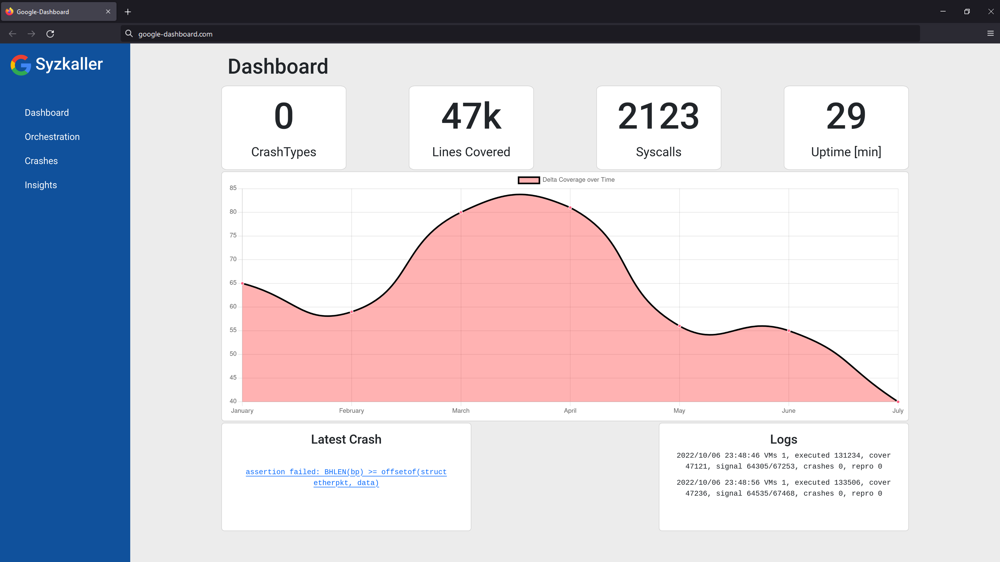 Google-Dashboard
google-dashboard.com
Syzkaller
Dashboard
Orchestration
Crashes
Insights
Dashboard
0
CrashTypes
47k
Lines Covered
2123
Syscalls
29
Uptime [min]
Delta Coverage over Time
85
80
75
70
65
60
55
50
45
40
January February March April May June July
Latest Crash
assertion failed: BHLEN(bp) >= offsetof(struct
etherpkt, data)
Logs
2022/10/06 23:48:46 VMs 1, executed 131234, cover
47121, signal 64305/67253, crashes 0, repro 0
2022/10/06 23:48:56 VMs 1, executed 133506, cover
47236, signal 64535/67468, crashes 0, repro 0